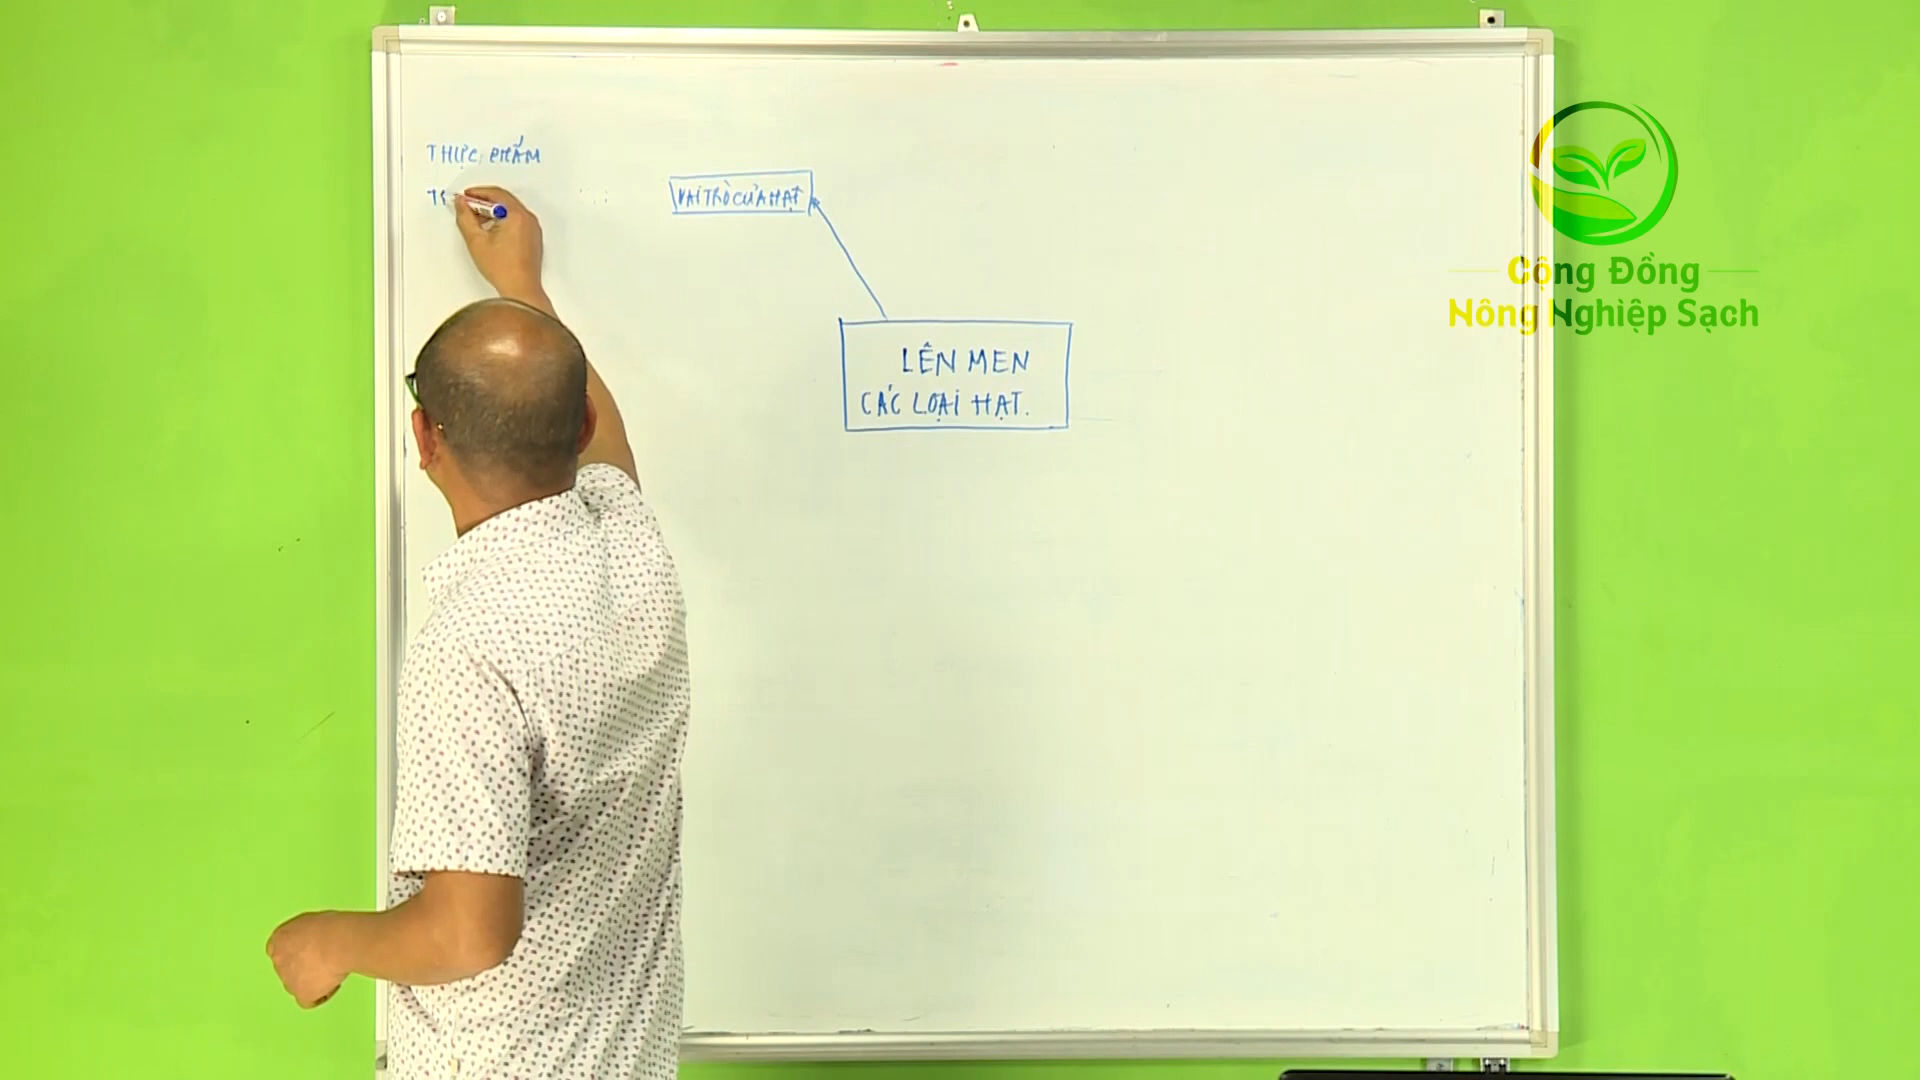 THỰC PHẨM
VAI TRÒ CỦA HẠT
LÊN MEN
CÁC LOẠI HẠT.
Cộng Đồng
Nông Nghiệp Sạch